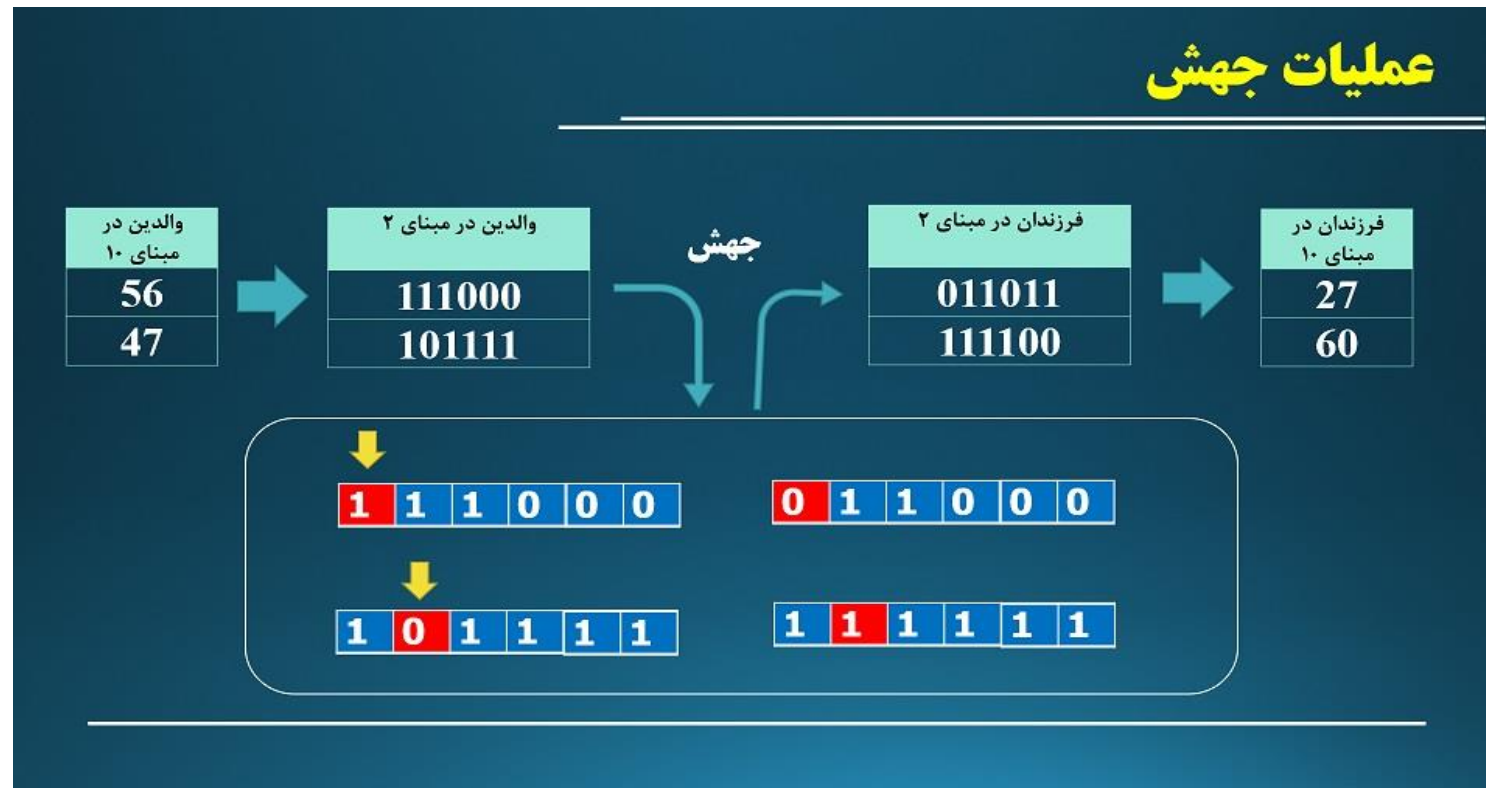 عملیات جهش
والدین در
مبنای ۱۰
56
47
والدین در مبنای ۲
111000
101111
جهش
فرزندان در مبنای ۲
011011
111100
فرزندان در
مبنای ۱۰
27
60
1 1 1 0 0 0
0 1 1 0 0 0
1 0 1 1 1 1
1 1 1 1 1 1